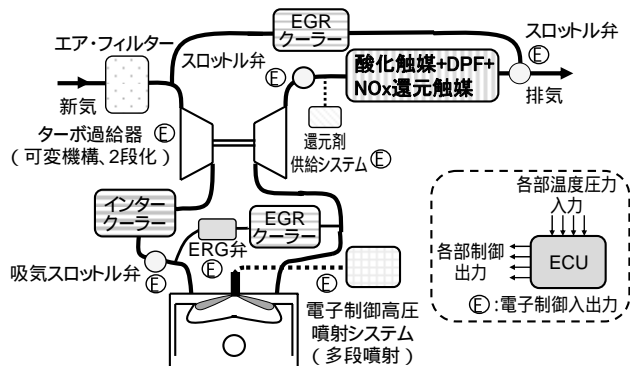 エア・フィルター
新気
EGR
クーラー
スロットル弁
Ⓔ
酸化触媒+DPF+
NOx還元触媒
スロットル弁
Ⓔ
排気
ターボ過給器 Ⓔ
(可変機構、2段化)
還元剤
供給システム Ⓔ
インター
クーラー
EGR
クーラー
ERG弁
Ⓔ
吸気スロットル弁
Ⓔ
Ⓔ
電子制御高圧
噴射システム
(多段噴射)
各部温度圧力
入力
各部制御
出力
ECU
Ⓔ:電子制御入出力